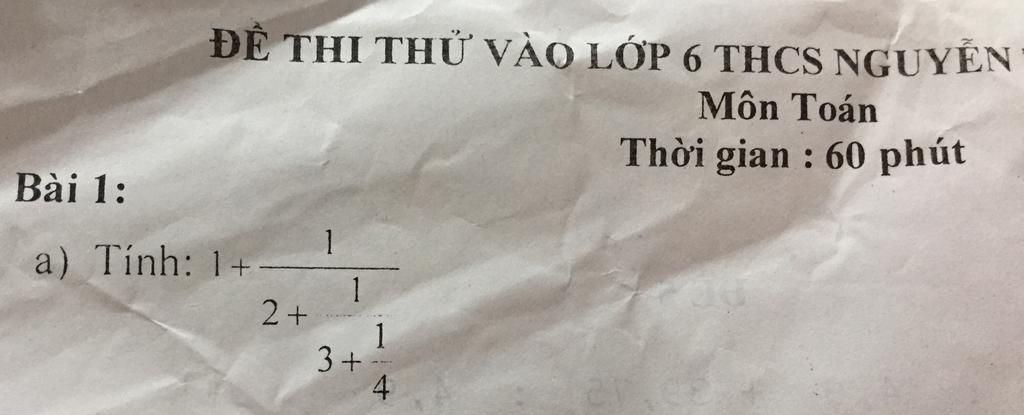 ĐỀ THI THỬ VÀO LỚP 6 THCS NGUYỄN
Môn Toán
Thời gian : 60 phút
Bài 1:
a) Tính: 1 + 1
2 + 1
3 + 1
4